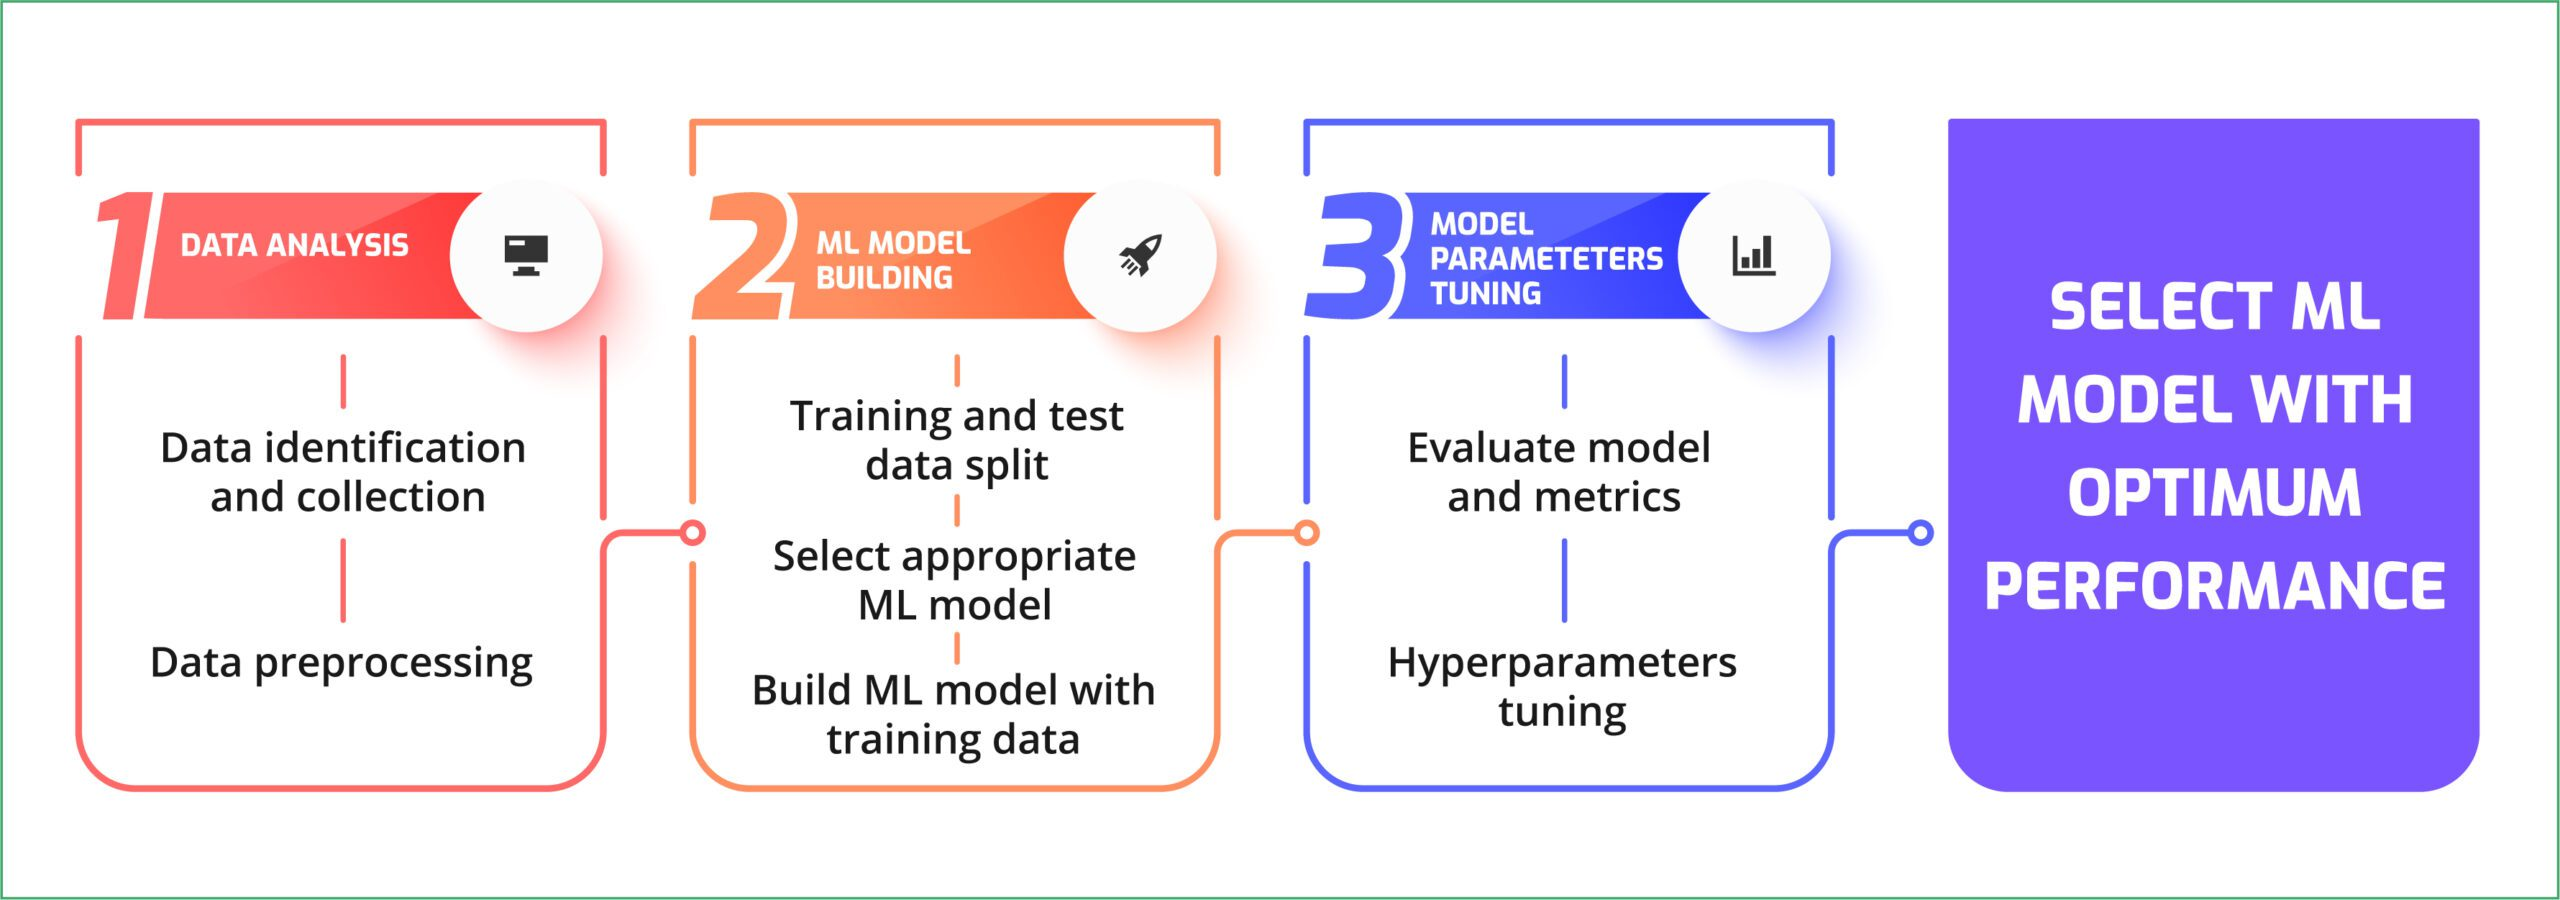 1
DATA ANALYSIS
Data identification
and collection
Data preprocessing
2
ML MODEL
BUILDING
Training and test
data split
Select appropriate
ML model
Build ML model with
training data
3
MODEL
PARAMETETERS
TUNING
Evaluate model
and metrics
Hyperparameters
tuning
SELECT ML
MODEL WITH
OPTIMUM
PERFORMANCE